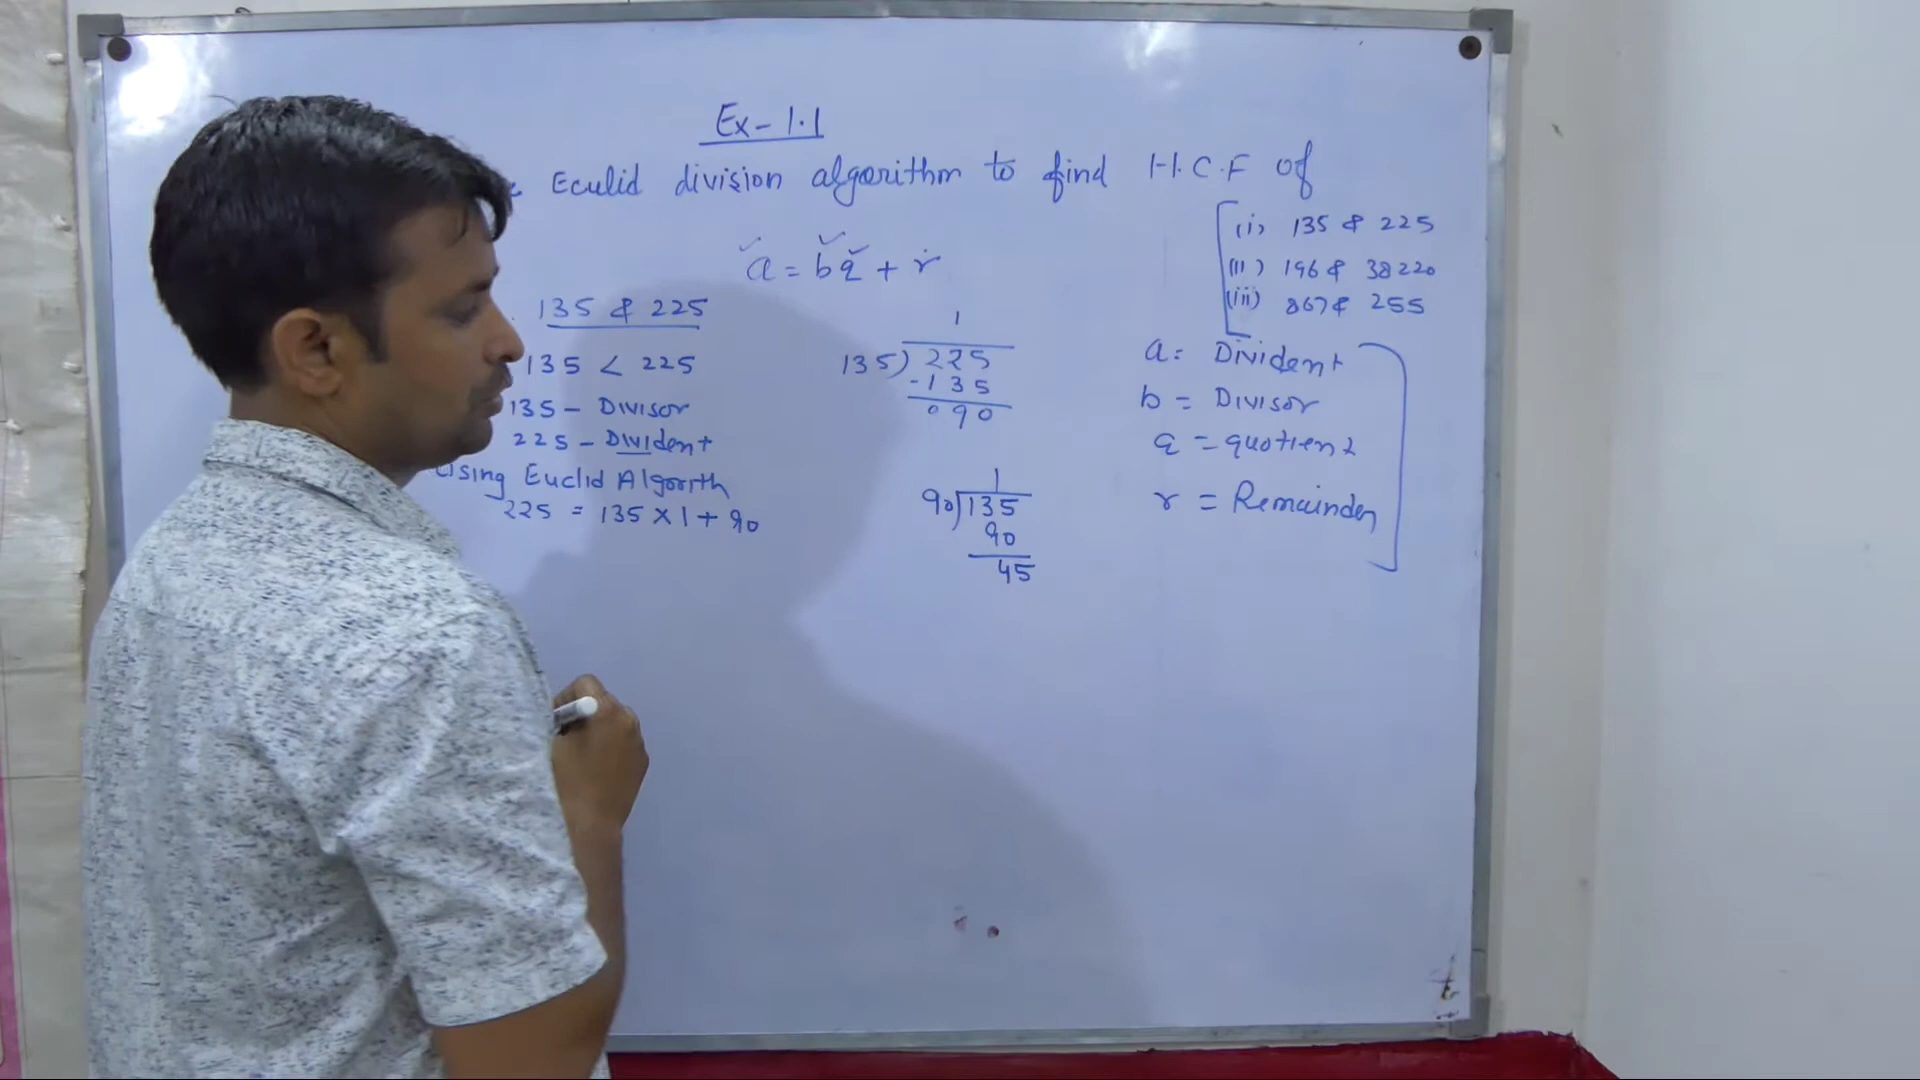 Ex-1.1
Eculid division algorithm to find H.C.F of
(i) 135 & 225
(ii) 196 & 38220
(iii) 867 & 255
a = bq + r
135 & 225
135 < 225
135 - Divisor
225 - Divident
Using Euclid Algorith
225 = 135 × 1 + 90
1
135) 225
-135
090
1
90)135
90
45
a = Divident
b = Divisor
q = quotient
r = Remainder